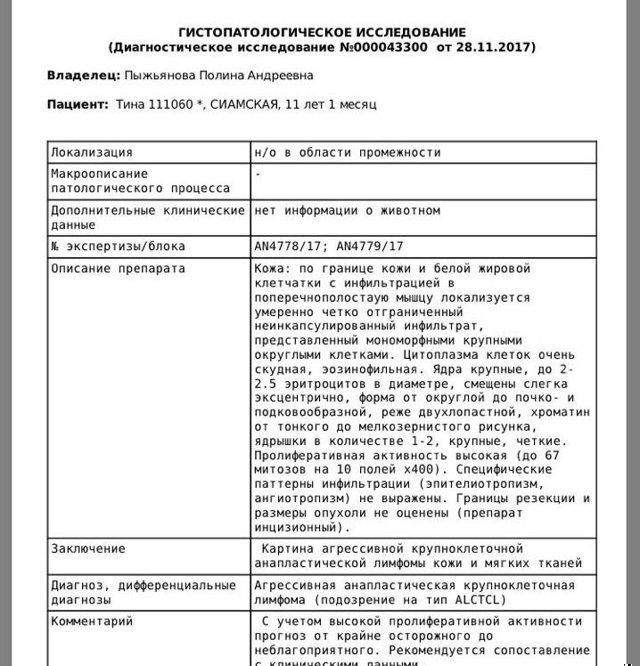 ГИСТОПАТОЛОГИЧЕСКОЕ ИССЛЕДОВАНИЕ
(Диагностическое исследование №000043300 от 28.11.2017)
Владелец: Пыжьянова Полина Андреевна
Пациент: Тина 111060 *, СИАМСКАЯ, 11 лет 1 месяц
Локализация
н/о в области промежности
Макроописание
патологического процесса
-
Дополнительные клинические
данные
нет информации о животном
№ экспертизы/блока
AN4778/17; AN4779/17
Описание препарата
Кожа: по границе кожи и белой жировой
клетчатки с инфильтрацией в
поперечнополостаую мышцу локализуется
умеренно четко отграниченный
неинкапсулированный инфильтрат,
представленный мономорфными крупными
округлыми клетками. Цитоплазма клеток очень
скудная, эозинофильная. Ядра крупные, до 2-
2.5 эритроцитов в диаметре, смещены слегка
эксцентрично, форма от округлой до почко- и
подковообразной, реже двухлопастной, хроматин
от тонкого до мелкозернистого рисунка,
ядрышки в количестве 1-2, крупные, четкие.
Пролиферативная активность высокая (до 67
митозов на 10 полей х400). Специфические
паттерны инфильтрации (эпителиотропизм,
ангиотропизм) не выражены. Границы резекции и
размеры опухоли не оценены (препарат
инцизионный).
Заключение
Картина агрессивной крупноклеточной
анапластической лимфомы кожи и мягких тканей
Диагноз, дифференциальные
диагнозы
Агрессивная анапластическая крупноклеточная
лимфома (подозрение на тип ALCTCL)
Комментарий
С учетом высокой пролиферативной активности
прогноз от крайне осторожного до
неблагоприятного. Рекомендуется сопоставление
с клиническими данными